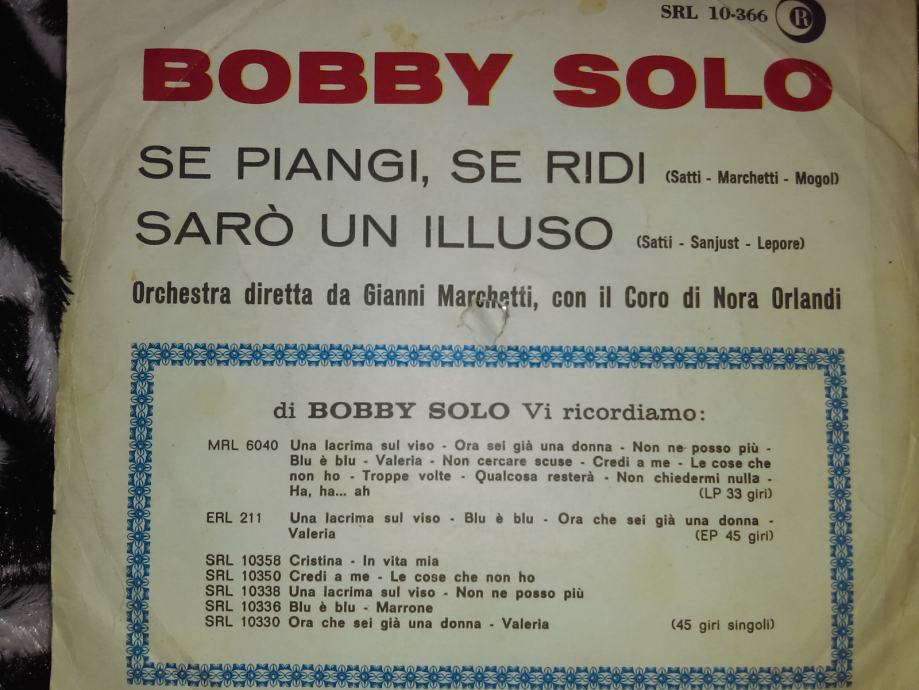 SRL 10-366 R
BOBBY SOLO
SE PIANGI, SE RIDI (Satti - Marchetti - Mogol)
SARÒ UN ILLUSO (Satti - Sanjust - Lepore)
Orchestra diretta da Gianni Marchetti, con il Coro di Nora Orlandi
di BOBBY SOLO Vi ricordiamo:
MRL 6040 Una lacrima sul viso - Ora sei già una donna - Non ne posso più -
Blu è blu - Valeria - Non cercare scuse - Credi a me - Le cose che
non ho - Troppe volte - Qualcosa resterà - Non chiedermi nulla -
Ha, ha... ah (LP 33 giri)
ERL 211 Una lacrima sul viso - Blu è blu - Ora che sei già una donna -
Valeria (EP 45 giri)
SRL 10358 Cristina - In vita mia
SRL 10350 Credi a me - Le cose che non ho
SRL 10338 Una lacrima sul viso - Non ne posso più
SRL 10336 Blu è blu - Marrone
SRL 10330 Ora che sei già una donna - Valeria (45 giri singoli)